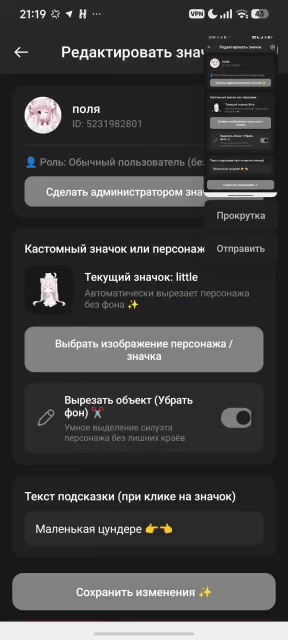 21:19
VPN
43
Редактировать знач
поля
ID: 5231982801
👤 Роль: Обычный пользователь (без
Сделать администратором зна
Прокрутка
Отправить
Кастомный значок или персонаж
Текущий значок: little
Автоматически вырезает персонажа
без фона ✨
Выбрать изображение персонажа /
значка
Вырезать объект (Убрать
фон) ✂️
Умное выделение силуэта
персонажа без лишних краёв
Текст подсказки (при клике на значок)
Маленькая цундере 👉👈
Сохранить изменения ✨